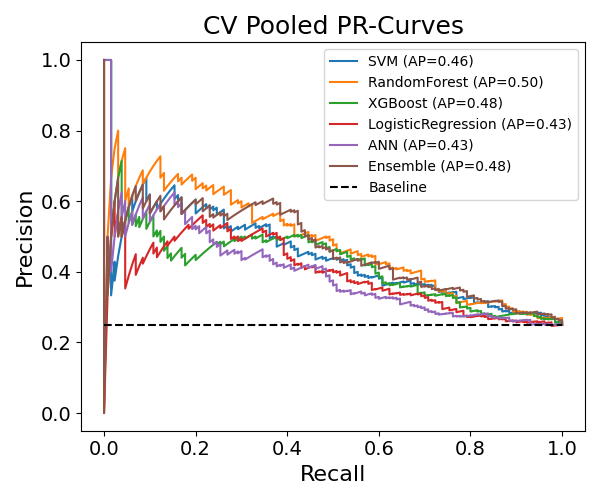 CV Pooled PR-Curves
SVM (AP=0.46)
RandomForest (AP=0.50)
XGBoost (AP=0.48)
LogisticRegression (AP=0.43)
ANN (AP=0.43)
Ensemble (AP=0.48)
Baseline
Precision
1.0
0.8
0.6
0.4
0.2
0.0
0.0 0.2 0.4 0.6 0.8 1.0
Recall